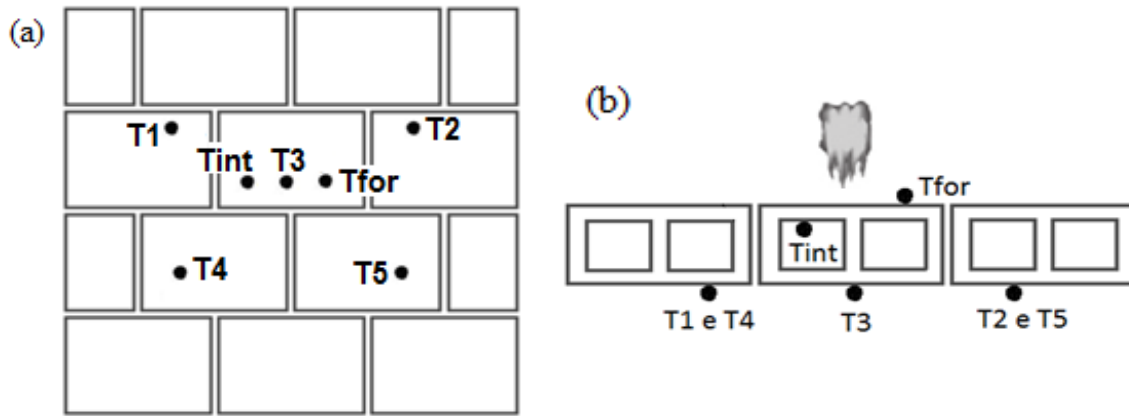 (a)
T1
T2
Tint T3
Tfor
T4
T5
(b)
Tfor
Tint
T1 e T4
T3
T2 e T5